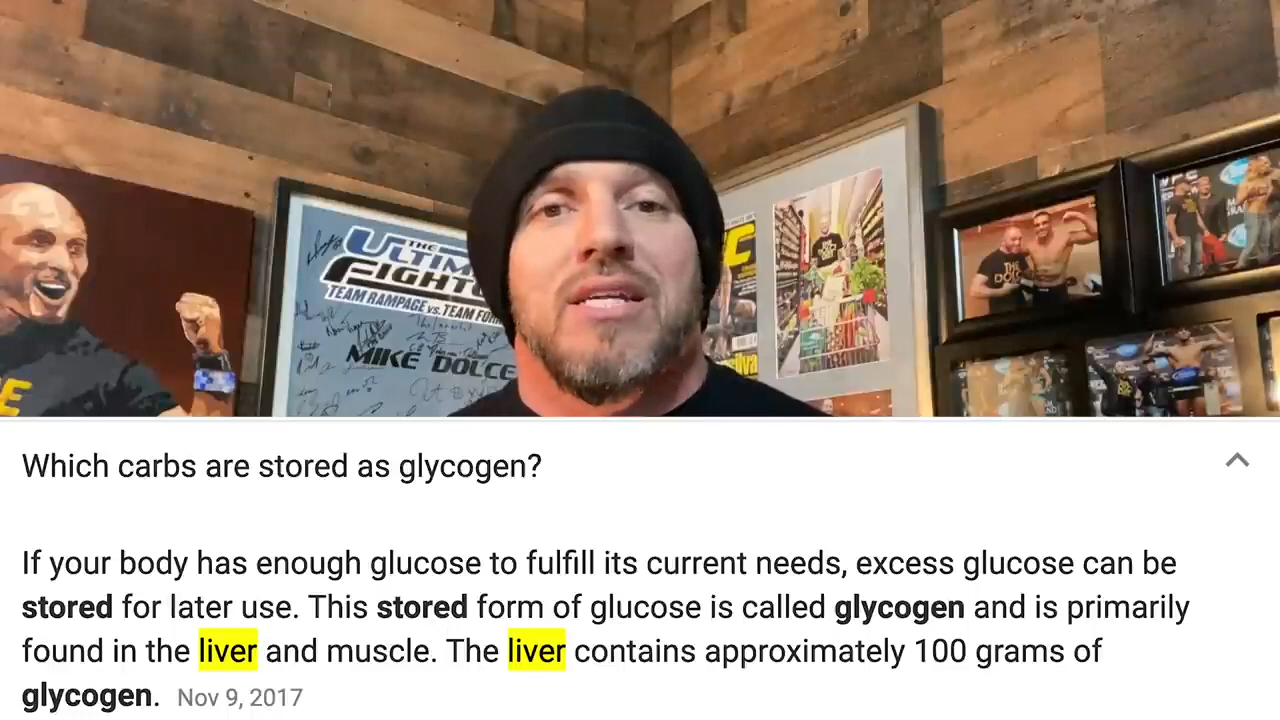 THE
ULTIM
FIGHT
TEAM RAMPAGE vs. TEAM FOR
MIKE DOLCE
Which carbs are stored as glycogen?
If your body has enough glucose to fulfill its current needs, excess glucose can be
stored for later use. This stored form of glucose is called glycogen and is primarily
found in the liver and muscle. The liver contains approximately 100 grams of
glycogen. Nov 9, 2017